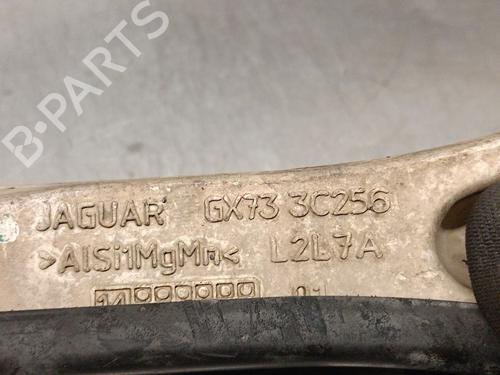 B-PARTS
JAGUAR GX73 3C256
>AlSi1MgMn< L2L7A